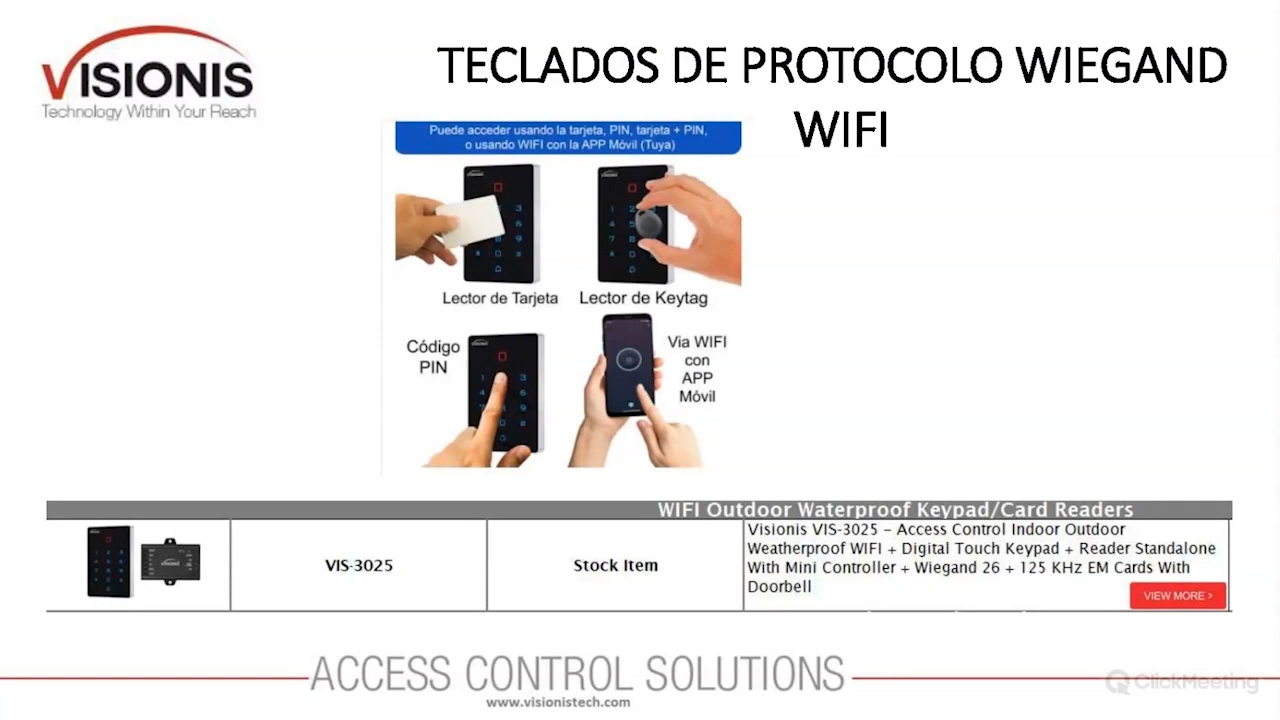 VISIONIS
Technology Within Your Reach
TECLADOS DE PROTOCOLO WIEGAND
WIFI
Puede acceder usando la tarjeta, PIN, tarjeta + PIN,
o usando WIFI con la APP Móvil (Tuya)
Lector de Tarjeta
Lector de Keytag
Código
PIN
Via WIFI
con
APP
Móvil
WIFI Outdoor Waterproof Keypad/Card Readers
VIS-3025
Stock Item
Visionis VIS-3025 – Access Control Indoor Outdoor
Weatherproof WIFI + Digital Touch Keypad + Reader Standalone
With Mini Controller + Wiegand 26 + 125 KHz EM Cards With
Doorbell
VIEW MORE >
ACCESS CONTROL SOLUTIONS
www.visionistech.com
ClickMeeting